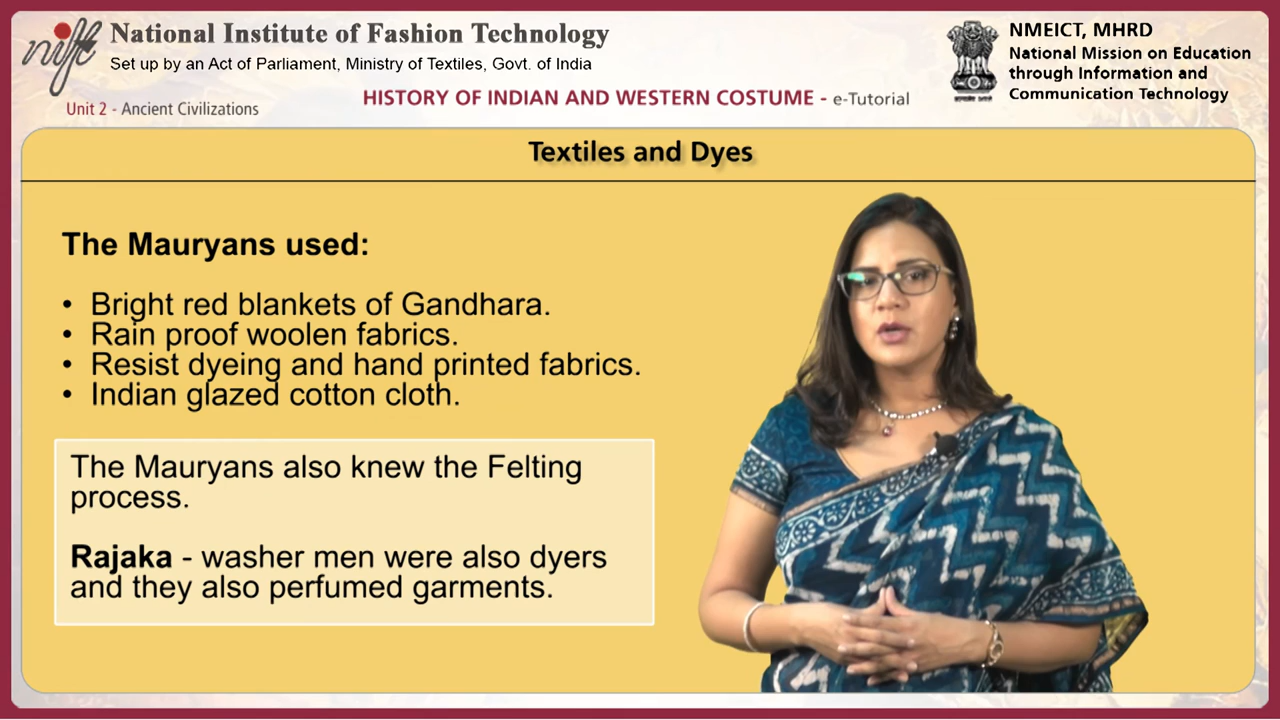 nift
National Institute of Fashion Technology
Set up by an Act of Parliament, Ministry of Textiles, Govt. of India
NMEICT, MHRD
National Mission on Education
through Information and
Communication Technology
Unit 2 - Ancient Civilizations
HISTORY OF INDIAN AND WESTERN COSTUME - e-Tutorial
Textiles and Dyes
The Mauryans used:
• Bright red blankets of Gandhara.
• Rain proof woolen fabrics.
• Resist dyeing and hand printed fabrics.
• Indian glazed cotton cloth.
The Mauryans also knew the Felting
process.
Rajaka - washer men were also dyers
and they also perfumed garments.